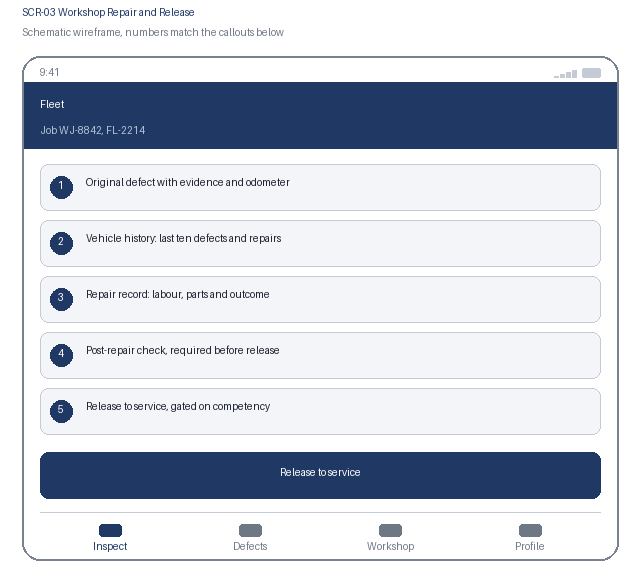 SCR-03 Workshop Repair and Release
Schematic wireframe, numbers match the callouts below
9:41
Fleet
Job WJ-8842, FL-2214
1 Original defect with evidence and odometer
2 Vehicle history: last ten defects and repairs
3 Repair record: labour, parts and outcome
4 Post-repair check, required before release
5 Release to service, gated on competency
Release to service
Inspect Defects Workshop Profile